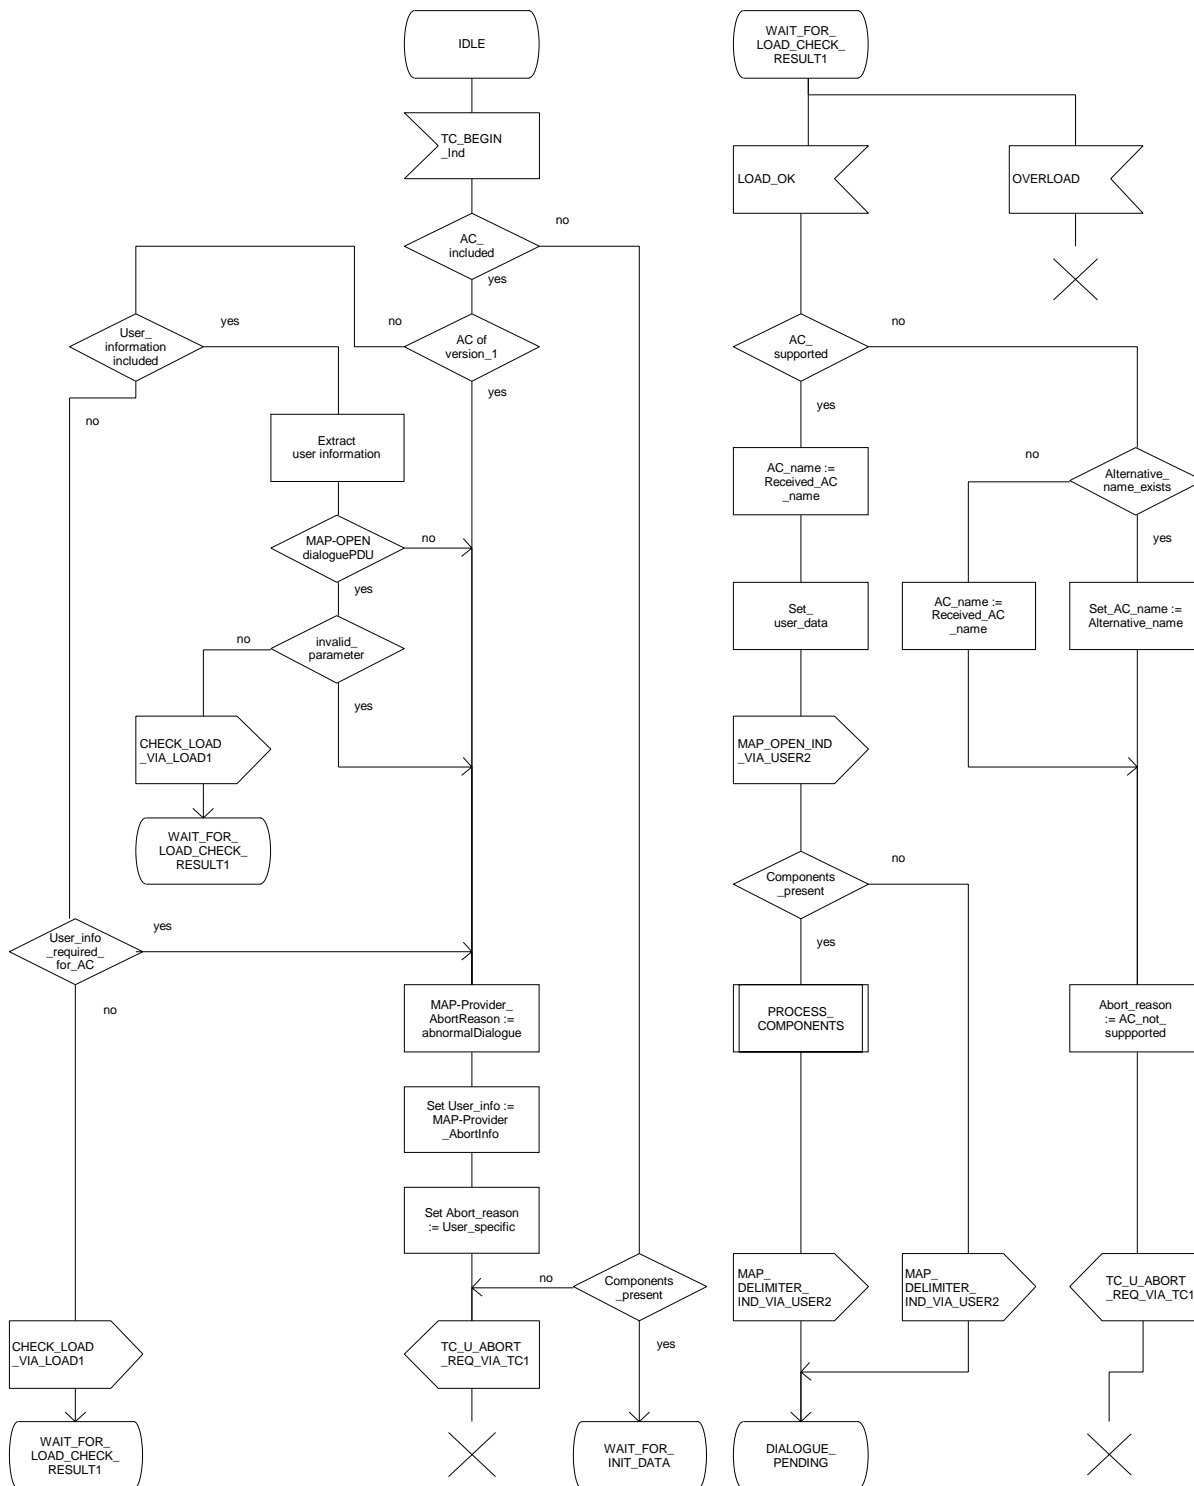 IDLE
TC_BEGIN
_Ind
AC_
included
no
yes
AC of
version_1
no
yes
User_
information
included
yes
no
Extract
user information
MAP-OPEN
dialoguePDU
no
yes
invalid_
parameter
no
yes
CHECK_LOAD
_VIA_LOAD1
WAIT_FOR_
LOAD_CHECK_
RESULT1
User_info
_required_
for_AC
yes
no
MAP-Provider_
AbortReason :=
abnormalDialogue
Set User_info :=
MAP-Provider
_AbortInfo
Set Abort_reason
:= User_specific
Components
_present
no
yes
TC_U_ABORT
_REQ_VIA_TC1
CHECK_LOAD
_VIA_LOAD1
WAIT_FOR_
LOAD_CHECK_
RESULT1
WAIT_FOR_
INIT_DATA
WAIT_FOR_
LOAD_CHECK_
RESULT1
LOAD_OK
OVERLOAD
AC_
supported
no
yes
AC_name :=
Received_AC
_name
Alternative_
name_exists
no
yes
Set_
user_data
AC_name :=
Received_AC
_name
Set_AC_name :=
Alternative_name
MAP_OPEN_IND
_VIA_USER2
Components
_present
no
yes
PROCESS_
COMPONENTS
Abort_reason
:= AC_not_
suppported
MAP_
DELIMITER_
IND_VIA_USER2
MAP_
DELIMITER_
IND_VIA_USER2
TC_U_ABORT
_REQ_VIA_TC1
DIALOGUE_
PENDING